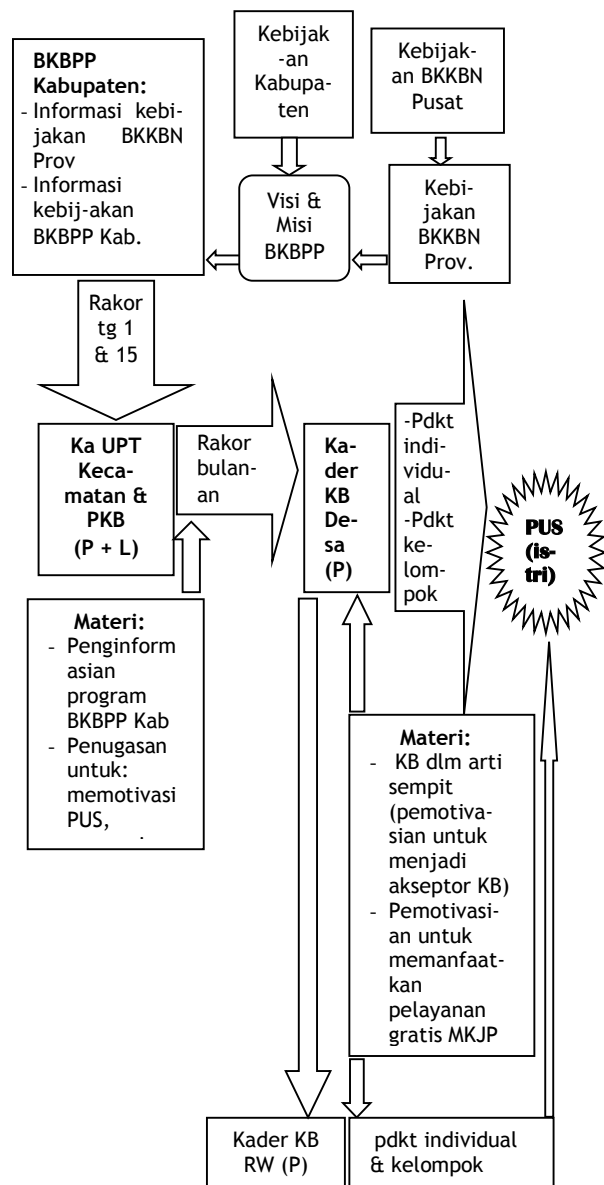 BKBPP
Kabupaten:
- Informasi kebi-
jakan BKKBN
Prov
- Informasi
kebij-akan
BKBPP Kab.
Kebijak
-an
Kabupa-
ten
Kebijak-
an BKKBN
Pusat
Visi &
Misi
BKBPP
Kebi-
jakan
BKKBN
Prov.
Rakor
tg 1
& 15
Ka UPT
Keca-
matan &
PKB
(P + L)
Rakor
bulan-
an
Ka-
der
KB
De-
sa
(P)
-Pdkt
indi-
vidu-
al
-Pdkt
ke-
lom-
pok
PUS
(is-
tri)
Materi:
- Penginform
asian
program
BKBPP Kab
- Penugasan
untuk:
memotivasi
PUS,
Materi:
- KB dlm arti
sempit
(pemotiva-
sian untuk
menjadi
akseptor KB)
- Pemotivasi-
an untuk
memanfaat-
kan
pelayanan
gratis MKJP
Kader KB
RW (P)
pdkt individual
& kelompok